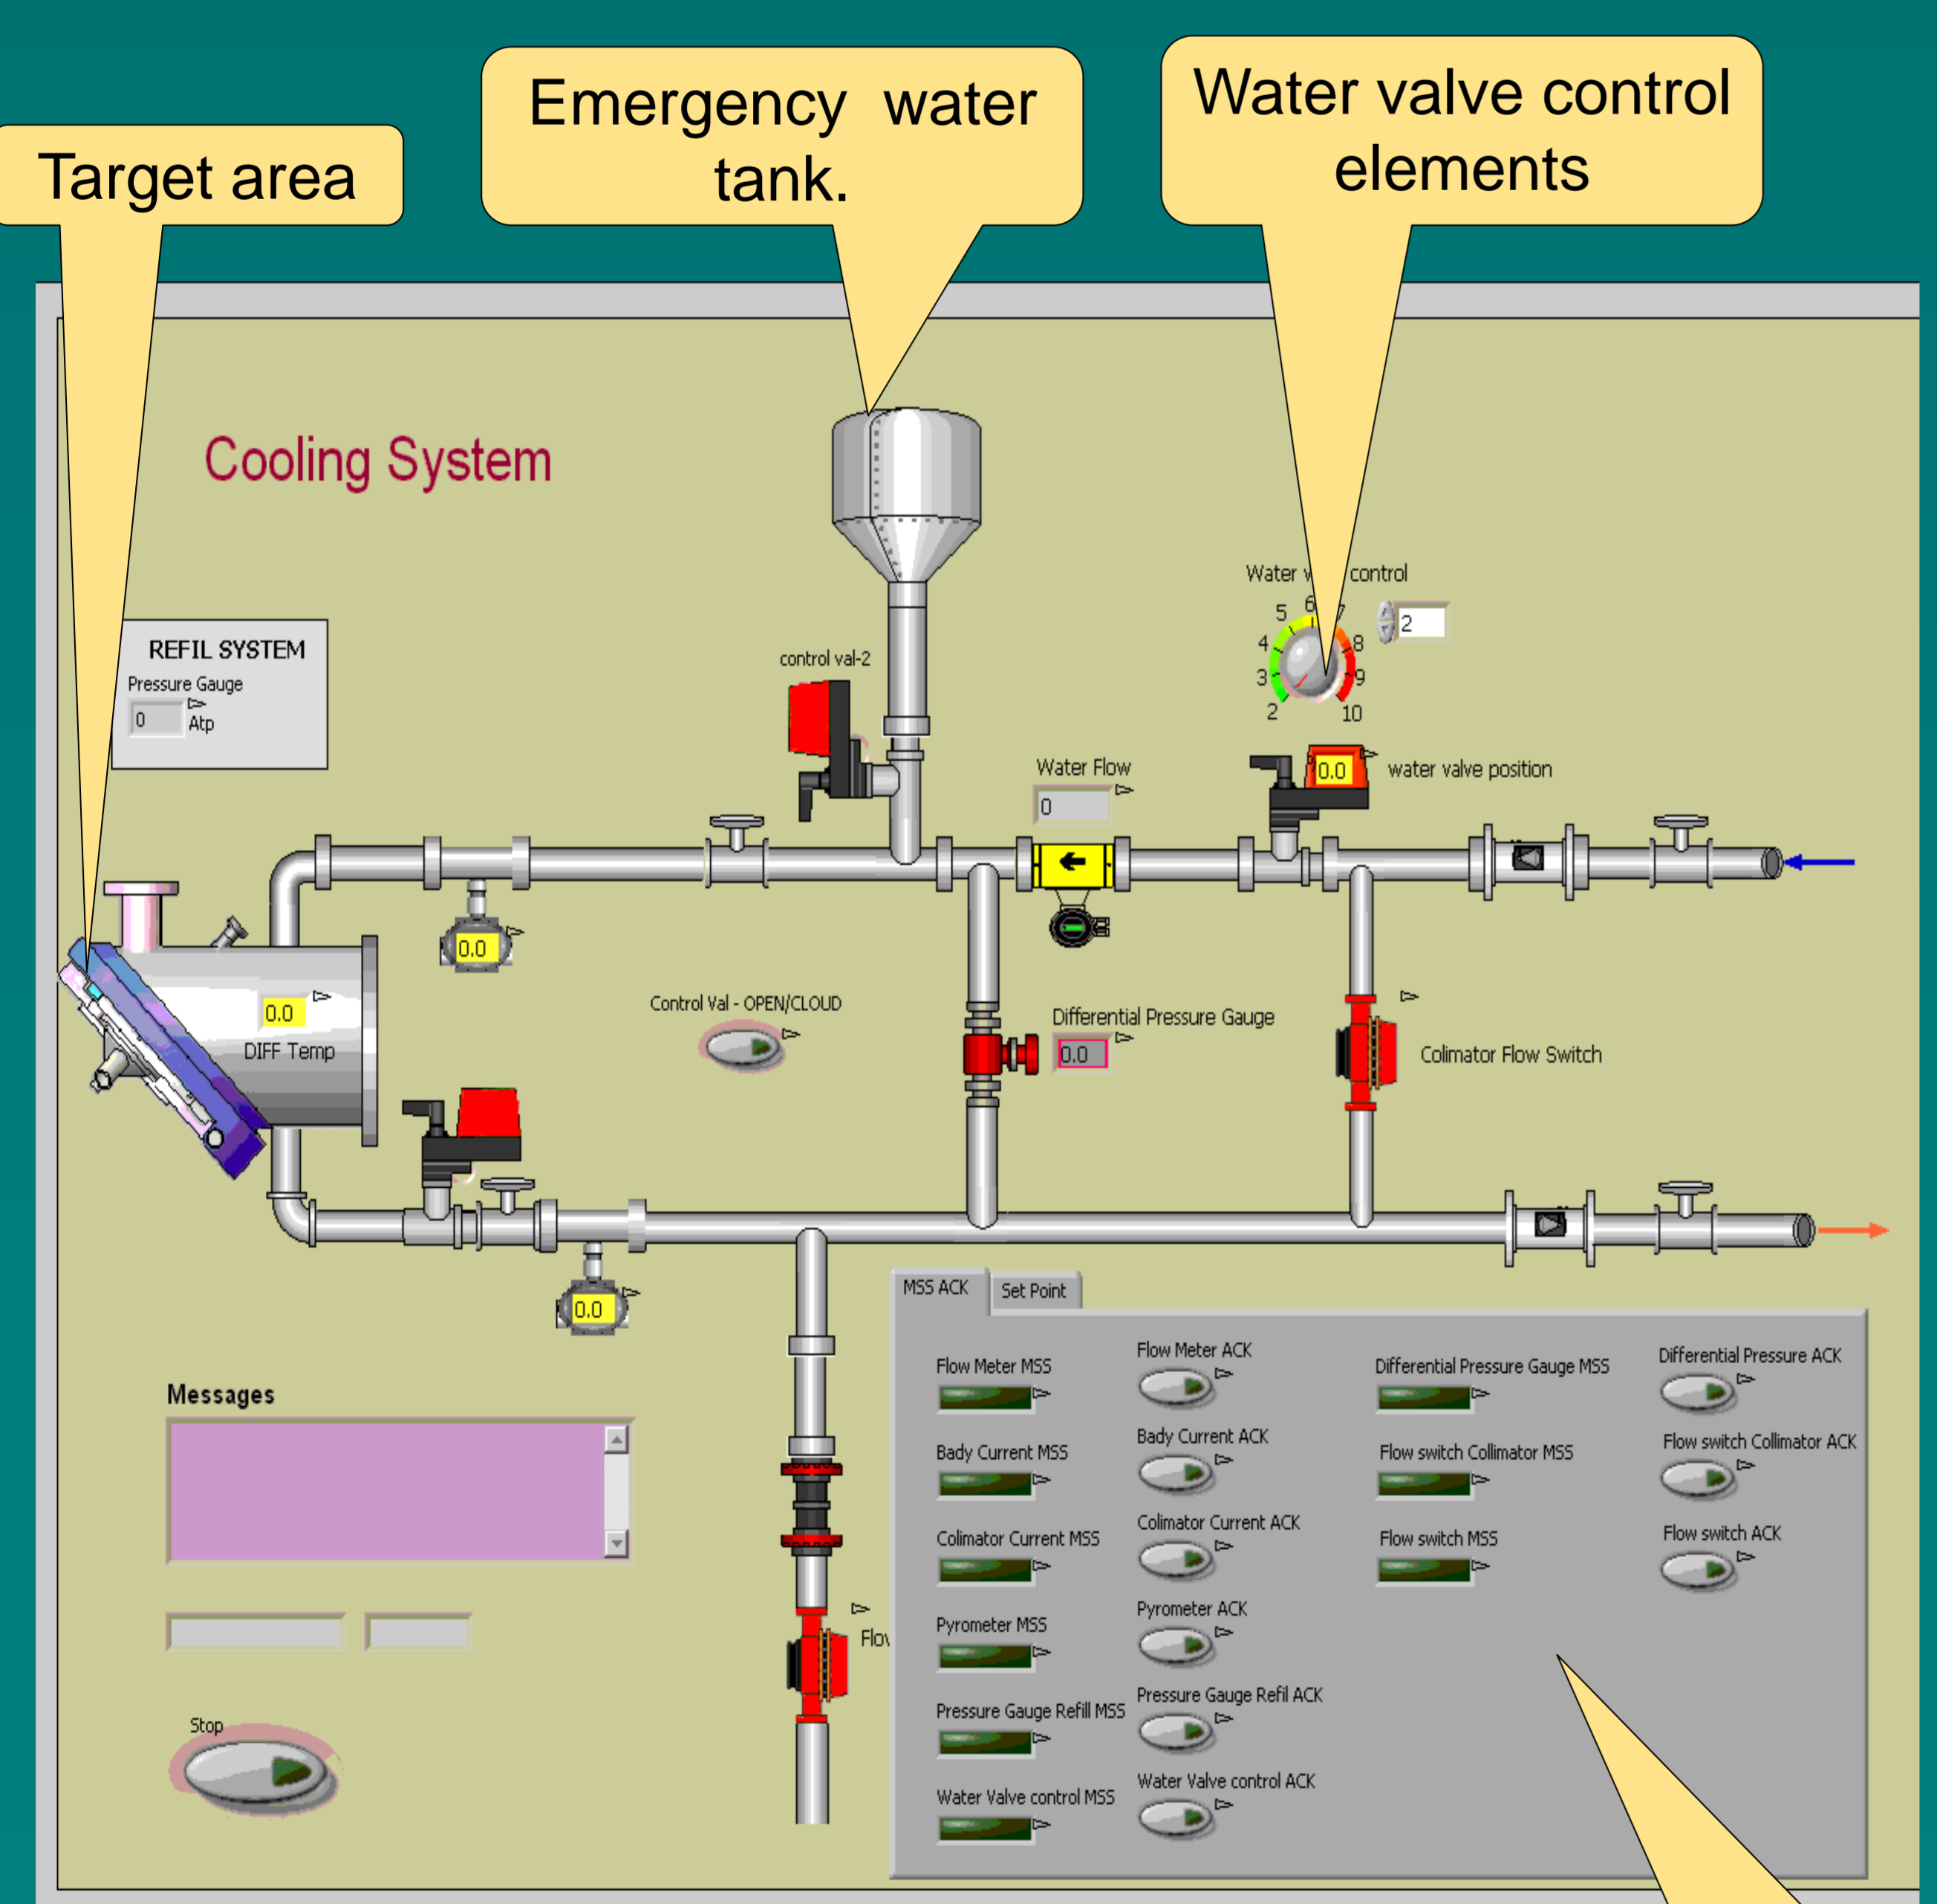 Target area
Emergency water
tank.
Water valve control
elements
Cooling System
REFIL SYSTEM
Pressure Gauge
0
Atp
control val-2
control
5
6
7
4
8
3
9
2
10
2
Water Flow
0
0.0
water valve position
0.0
0.0
DIFF Temp
Control Val - OPEN/CLOUD
Differential Pressure Gauge
0.0
Colimator Flow Switch
0.0
MSS ACK
Set Point
Flow Meter MSS
Flow Meter ACK
Differential Pressure Gauge MSS
Differential Pressure ACK
Bady Current MSS
Bady Current ACK
Flow switch Collimator MSS
Flow switch Collimator ACK
Colimator Current MSS
Colimator Current ACK
Flow switch MSS
Flow switch ACK
Pyrometer MSS
Pyrometer ACK
Pressure Gauge Refill MSS
Pressure Gauge Refil ACK
Water Valve control MSS
Water Valve control ACK
Messages
Stop